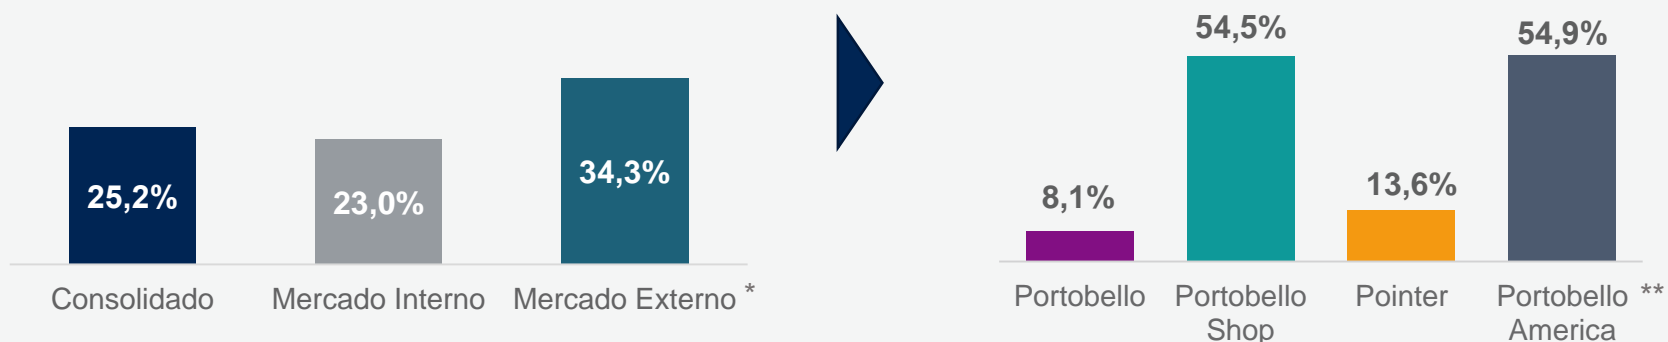 25,2%
23,0%
34,3%
Consolidado
Mercado Interno
Mercado Externo *
8,1%
54,5%
13,6%
54,9%
Portobello
Portobello
Shop
Pointer
Portobello **
America